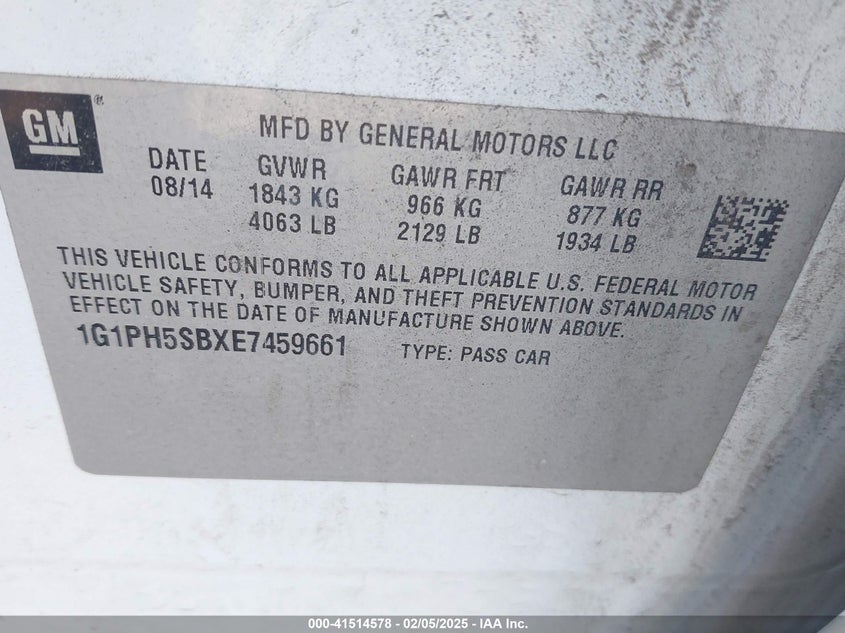 GM®
MFD BY GENERAL MOTORS LLC
DATE GVWR GAWR FRT GAWR RR
08/14 1843 KG 966 KG 877 KG
4063 LB 2129 LB 1934 LB
THIS VEHICLE CONFORMS TO ALL APPLICABLE U.S. FEDERAL MOTOR
VEHICLE SAFETY, BUMPER, AND THEFT PREVENTION STANDARDS IN
EFFECT ON THE DATE OF MANUFACTURE SHOWN ABOVE.
1G1PH5SBXE7459661 TYPE: PASS CAR
000-41514578 - 02/05/2025 - IAA Inc.